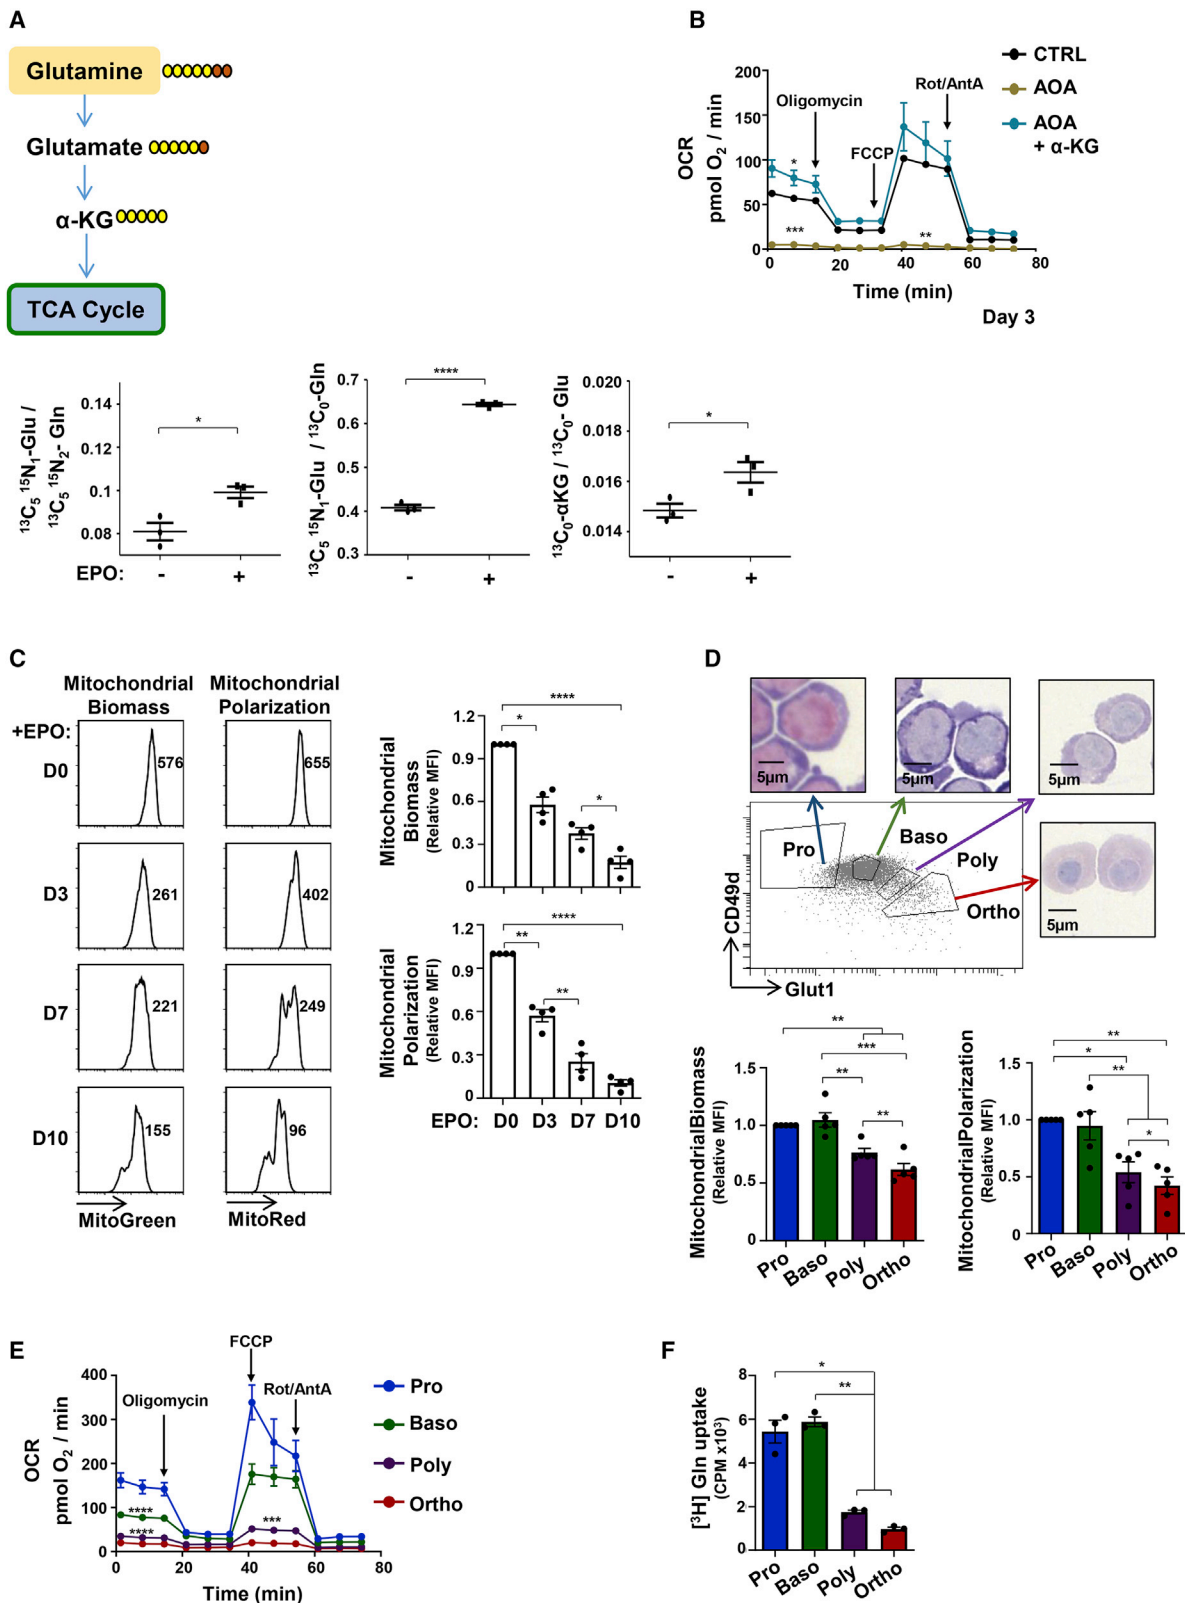 A
Glutamine
Glutamate
α-KG
TCA Cycle
B
CTRL
AOA
AOA
+ α-KG
OCR
pmol O2 / min
200
150
100
50
0
Oligomycin
FCCP
Rot/AntA
*
***
**
0 20 40 60 80
Time (min)
Day 3
13C5 15N1-Glu /
13C5 15N2- Gln
0.14
0.12
0.1
0.08
*
EPO: - +
13C5 15N1-Glu / 13C0-Gln
0.7
0.6
0.5
0.4
0.3
****
- +
13C0-αKG / 13C0- Glu
0.020
0.018
0.016
0.014
*
- +
C
Mitochondrial
Biomass
Mitochondrial
Polarization
+EPO:
D0
576
655
D3
261
402
D7
221
249
D10
155
96
MitoGreen
MitoRed
Mitochondrial
Biomass
(Relative MFI)
1.2
0.9
0.6
0.3
0
****
*
*
Mitochondrial
Polarization
(Relative MFI)
1.2
0.9
0.6
0.3
0
****
**
**
EPO: D0 D3 D7 D10
D
5μm
5μm
5μm
5μm
Pro
Baso
Poly
Ortho
CD49d
Glut1
MitochondrialBiomass
(Relative MFI)
1.5
1.0
0.5
0
**
***
**
**
Pro Baso Poly Ortho
MitochondrialPolarization
(Relative MFI)
1.5
1.0
0.5
0
**
*
**
*
Pro Baso Poly Ortho
E
OCR
pmol O2 / min
400
300
200
100
0
Oligomycin
FCCP
Rot/AntA
****
****
***
0 20 40 60 80
Time (min)
Pro
Baso
Poly
Ortho
F
[3H] Gln uptake
(CPM x103)
8
6
4
2
0
*
**
Pro Baso Poly Ortho